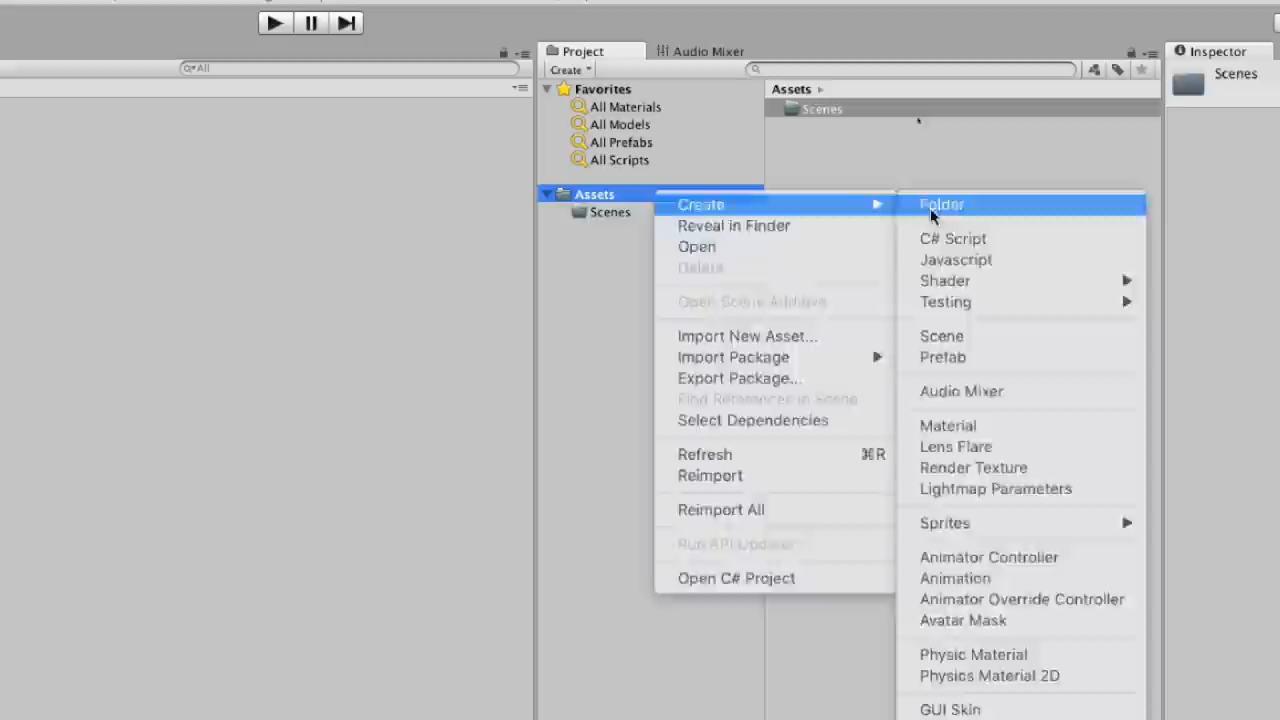 All
Project
Audio Mixer
Inspector
Create
Scenes
Favorites
All Materials
All Models
All Prefabs
All Scripts
Assets
Scenes
Assets
Scenes
Create
Reveal in Finder
Open
Delete
Open Scene Additive
Import New Asset...
Import Package
Export Package...
Find References In Scene
Select Dependencies
Refresh ⌘R
Reimport
Reimport All
Run API Updater...
Open C# Project
Folder
C# Script
Javascript
Shader
Testing
Scene
Prefab
Audio Mixer
Material
Lens Flare
Render Texture
Lightmap Parameters
Sprites
Animator Controller
Animation
Animator Override Controller
Avatar Mask
Physic Material
Physics Material 2D
GUI Skin